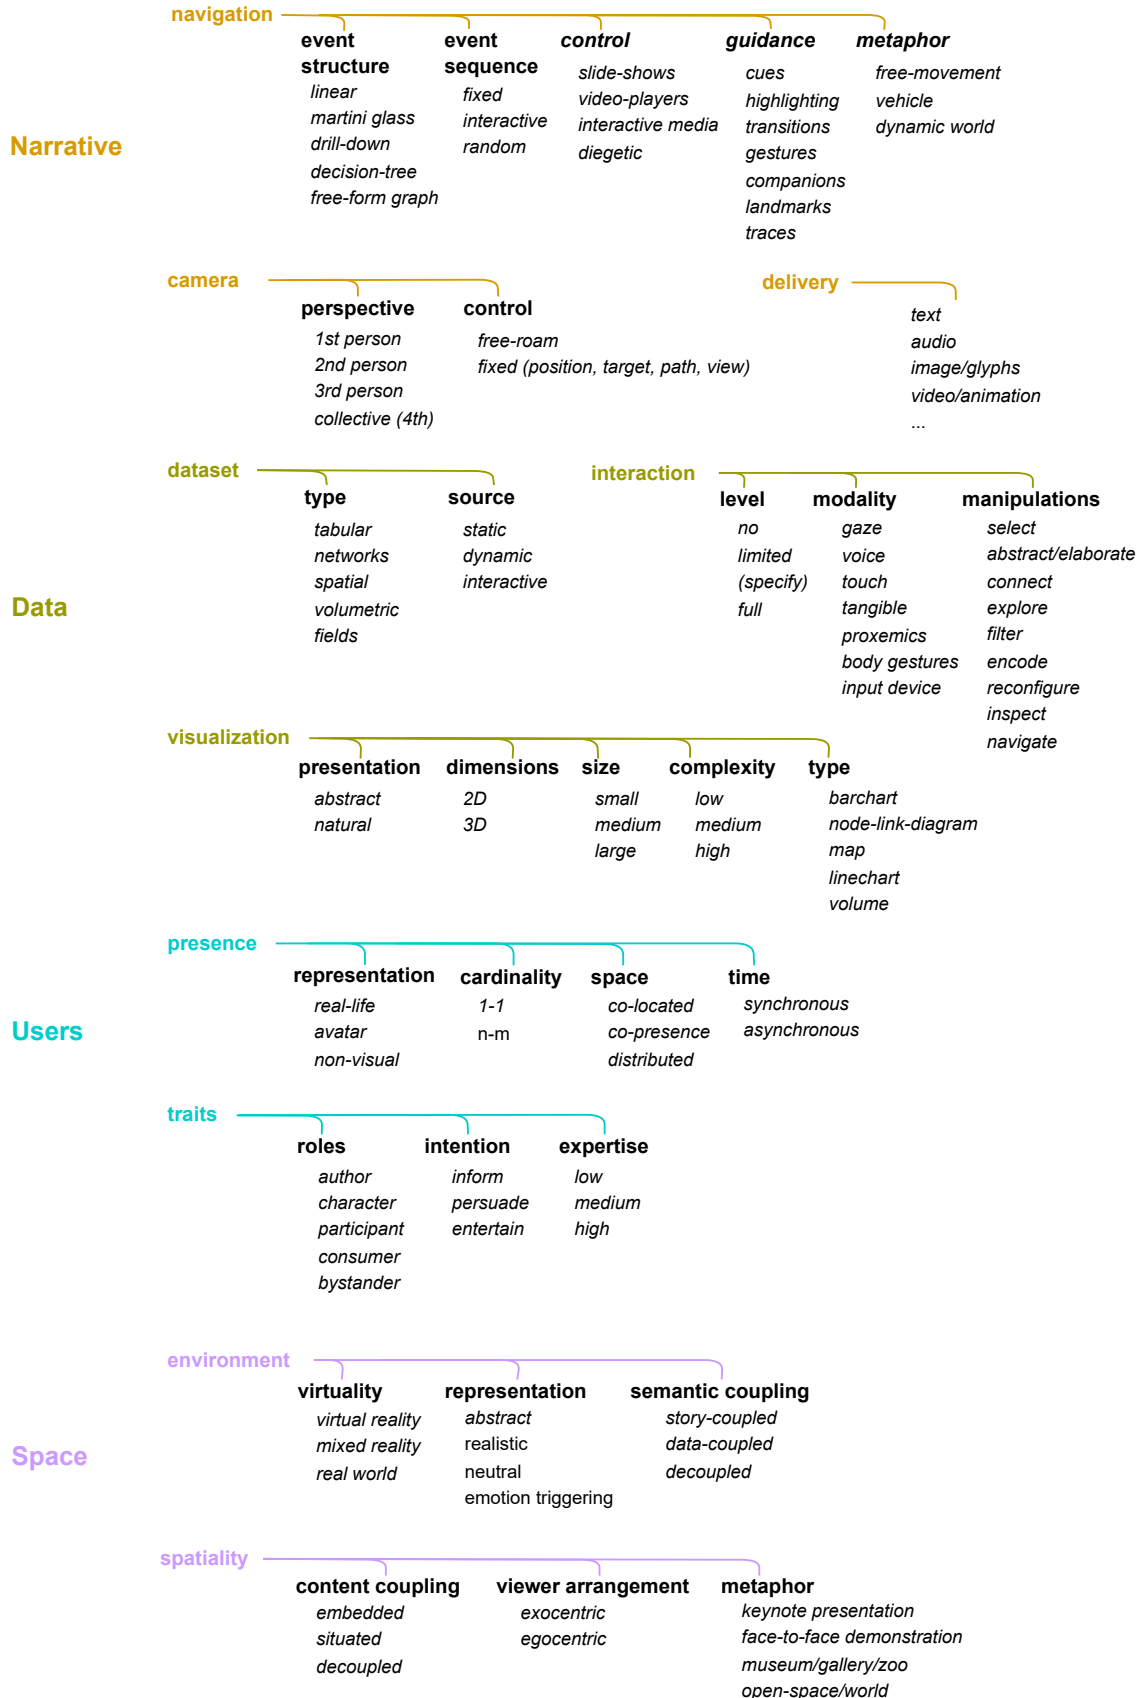 navigation
event structure
linear
martini glass
drill-down
decision-tree
free-form graph
event sequence
fixed
interactive
random
control
slide-shows
video-players
interactive media
diegetic
guidance
cues
highlighting
transitions
gestures
companions
landmarks
traces
metaphor
free-movement
vehicle
dynamic world
Narrative
camera
perspective
1st person
2nd person
3rd person
collective (4th)
control
free-roam
fixed (position, target, path, view)
delivery
text
audio
image/glyphs
video/animation
...
dataset
type
tabular
networks
spatial
volumetric
fields
source
static
dynamic
interactive
interaction
level
no
limited
(specify)
full
modality
gaze
voice
touch
tangible
proxemics
body gestures
input device
manipulations
select
abstract/elaborate
connect
explore
filter
encode
reconfigure
inspect
navigate
Data
visualization
presentation
abstract
natural
dimensions
2D
3D
size
small
medium
large
complexity
low
medium
high
type
barchart
node-link-diagram
map
linechart
volume
presence
representation
real-life
avatar
non-visual
cardinality
1-1
n-m
space
co-located
co-presence
distributed
time
synchronous
asynchronous
Users
traits
roles
author
character
participant
consumer
bystander
intention
inform
persuade
entertain
expertise
low
medium
high
environment
virtuality
virtual reality
mixed reality
real world
representation
abstract
realistic
neutral
emotion triggering
semantic coupling
story-coupled
data-coupled
decoupled
Space
spatiality
content coupling
embedded
situated
decoupled
viewer arrangement
exocentric
egocentric
metaphor
keynote presentation
face-to-face demonstration
museum/gallery/zoo
open-space/world